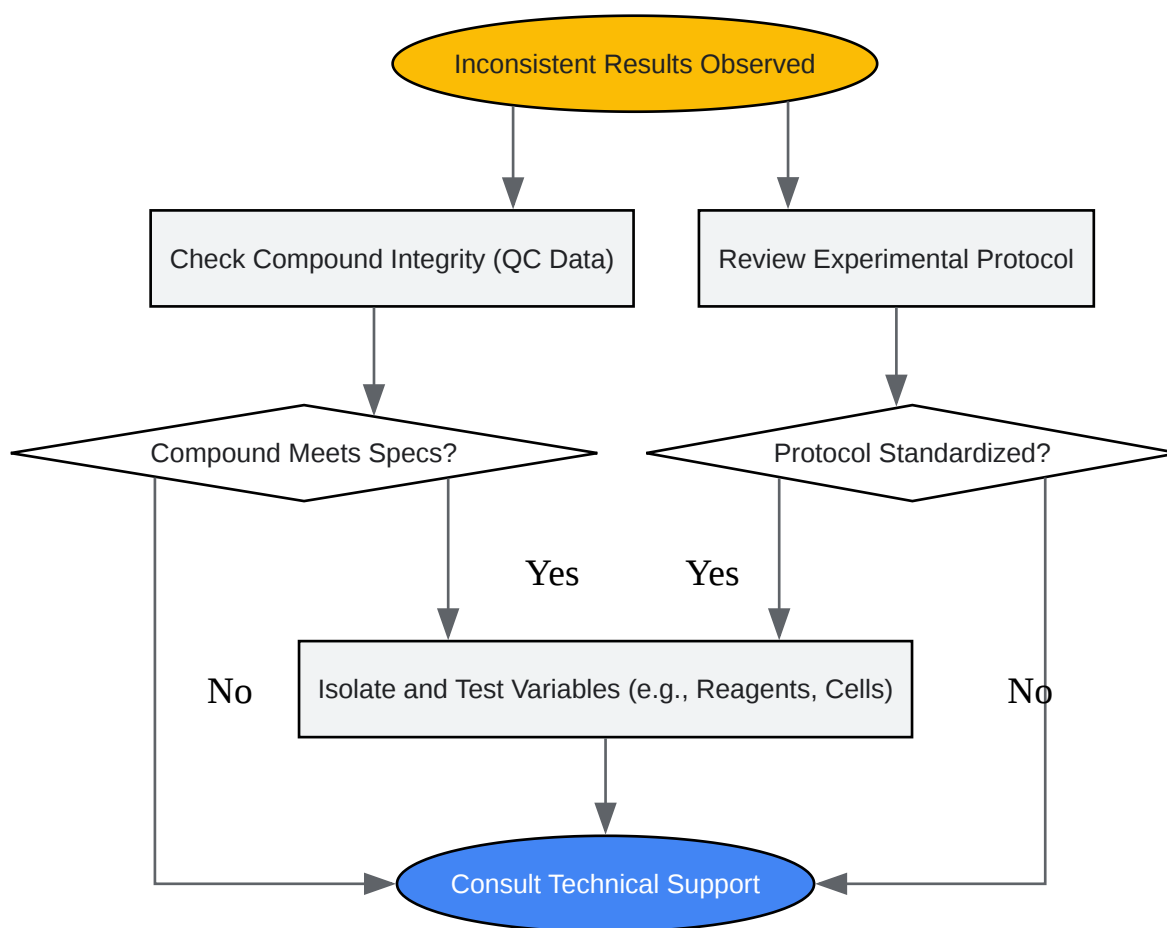 Inconsistent Results Observed
Check Compound Integrity (QC Data)
Review Experimental Protocol
Compound Meets Specs?
Protocol Standardized?
Yes
Yes
No
Isolate and Test Variables (e.g., Reagents, Cells)
No
Consult Technical Support